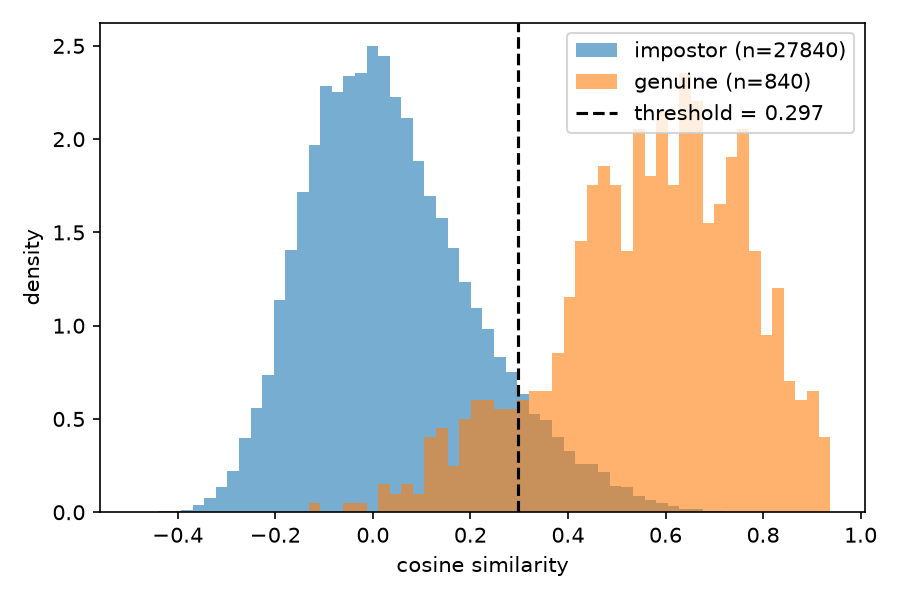 2.5
2.0
1.5
1.0
0.5
0.0
density
impostor (n=27840)
genuine (n=840)
threshold = 0.297
−0.4 −0.2 0.0 0.2 0.4 0.6 0.8 1.0
cosine similarity